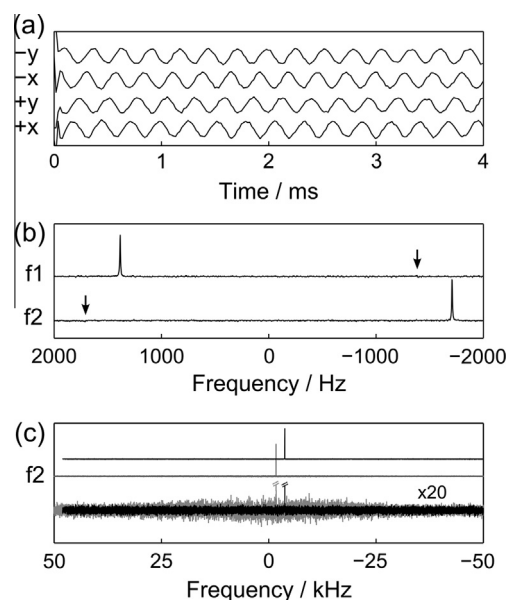 (a)
−y
−x
+y
+x
0 1 2 3 4
Time / ms
(b)
f1
f2
2000 1000 0 −1000 −2000
Frequency / Hz
(c)
f2
x20
50 25 0 −25 −50
Frequency / kHz